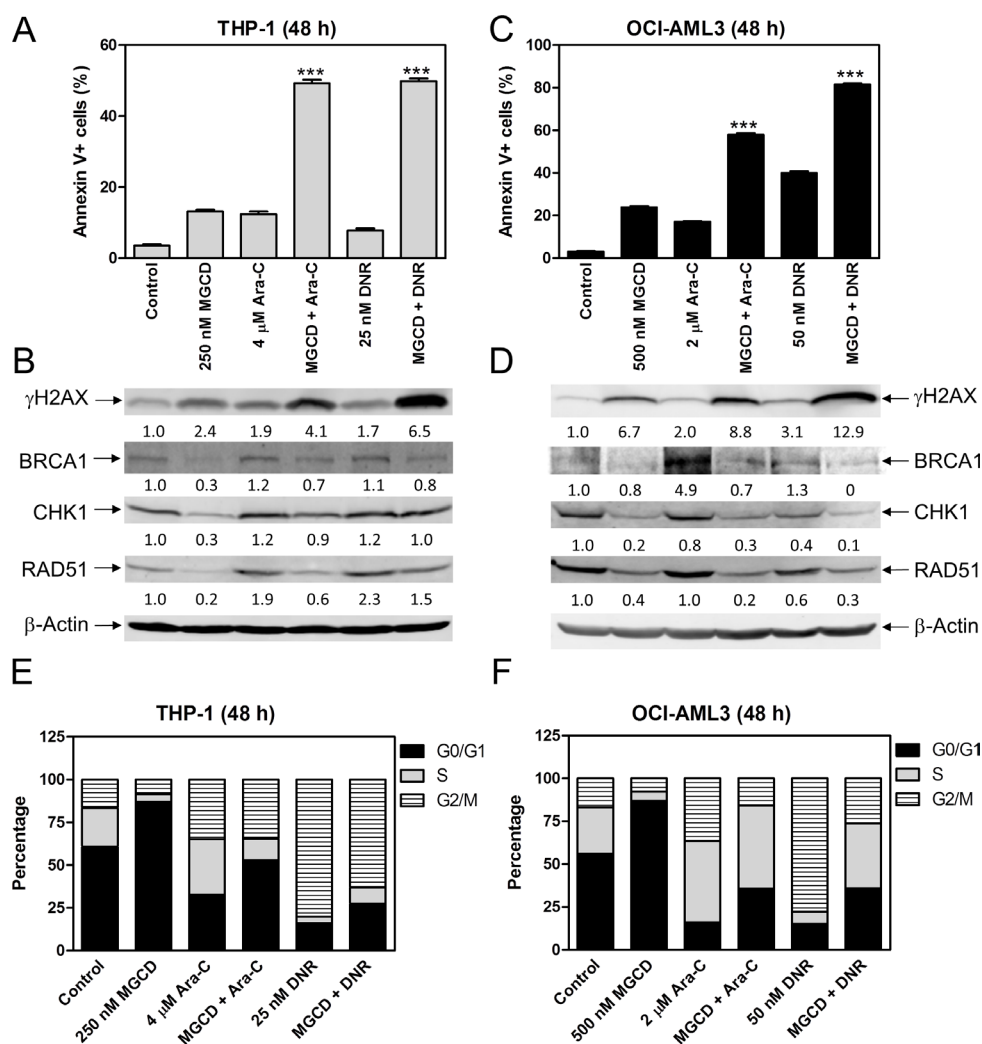 A
THP-1 (48 h)
Annexin V+ cells (%)
60
40
20
0
***
***
Control
250 nM MGCD
4 μM Ara-C
MGCD + Ara-C
25 nM DNR
MGCD + DNR
C
OCI-AML3 (48 h)
Annexin V+ cells (%)
100
80
60
40
20
0
***
***
Control
500 nM MGCD
2 μM Ara-C
MGCD + Ara-C
50 nM DNR
MGCD + DNR
B
γH2AX
1.0 2.4 1.9 4.1 1.7 6.5
BRCA1
1.0 0.3 1.2 0.7 1.1 0.8
CHK1
1.0 0.3 1.2 0.9 1.2 1.0
RAD51
1.0 0.2 1.9 0.6 2.3 1.5
β-Actin
D
γH2AX
1.0 6.7 2.0 8.8 3.1 12.9
BRCA1
1.0 0.8 4.9 0.7 1.3 0
CHK1
1.0 0.2 0.8 0.3 0.4 0.1
RAD51
1.0 0.4 1.0 0.2 0.6 0.3
β-Actin
E
THP-1 (48 h)
Percentage
125
100
75
50
25
0
G0/G1
S
G2/M
Control
250 nM MGCD
4 μM Ara-C
MGCD + Ara-C
25 nM DNR
MGCD + DNR
F
OCI-AML3 (48 h)
Percentage
125
100
75
50
25
0
G0/G1
S
G2/M
Control
500 nM MGCD
2 μM Ara-C
MGCD + Ara-C
50 nM DNR
MGCD + DNR